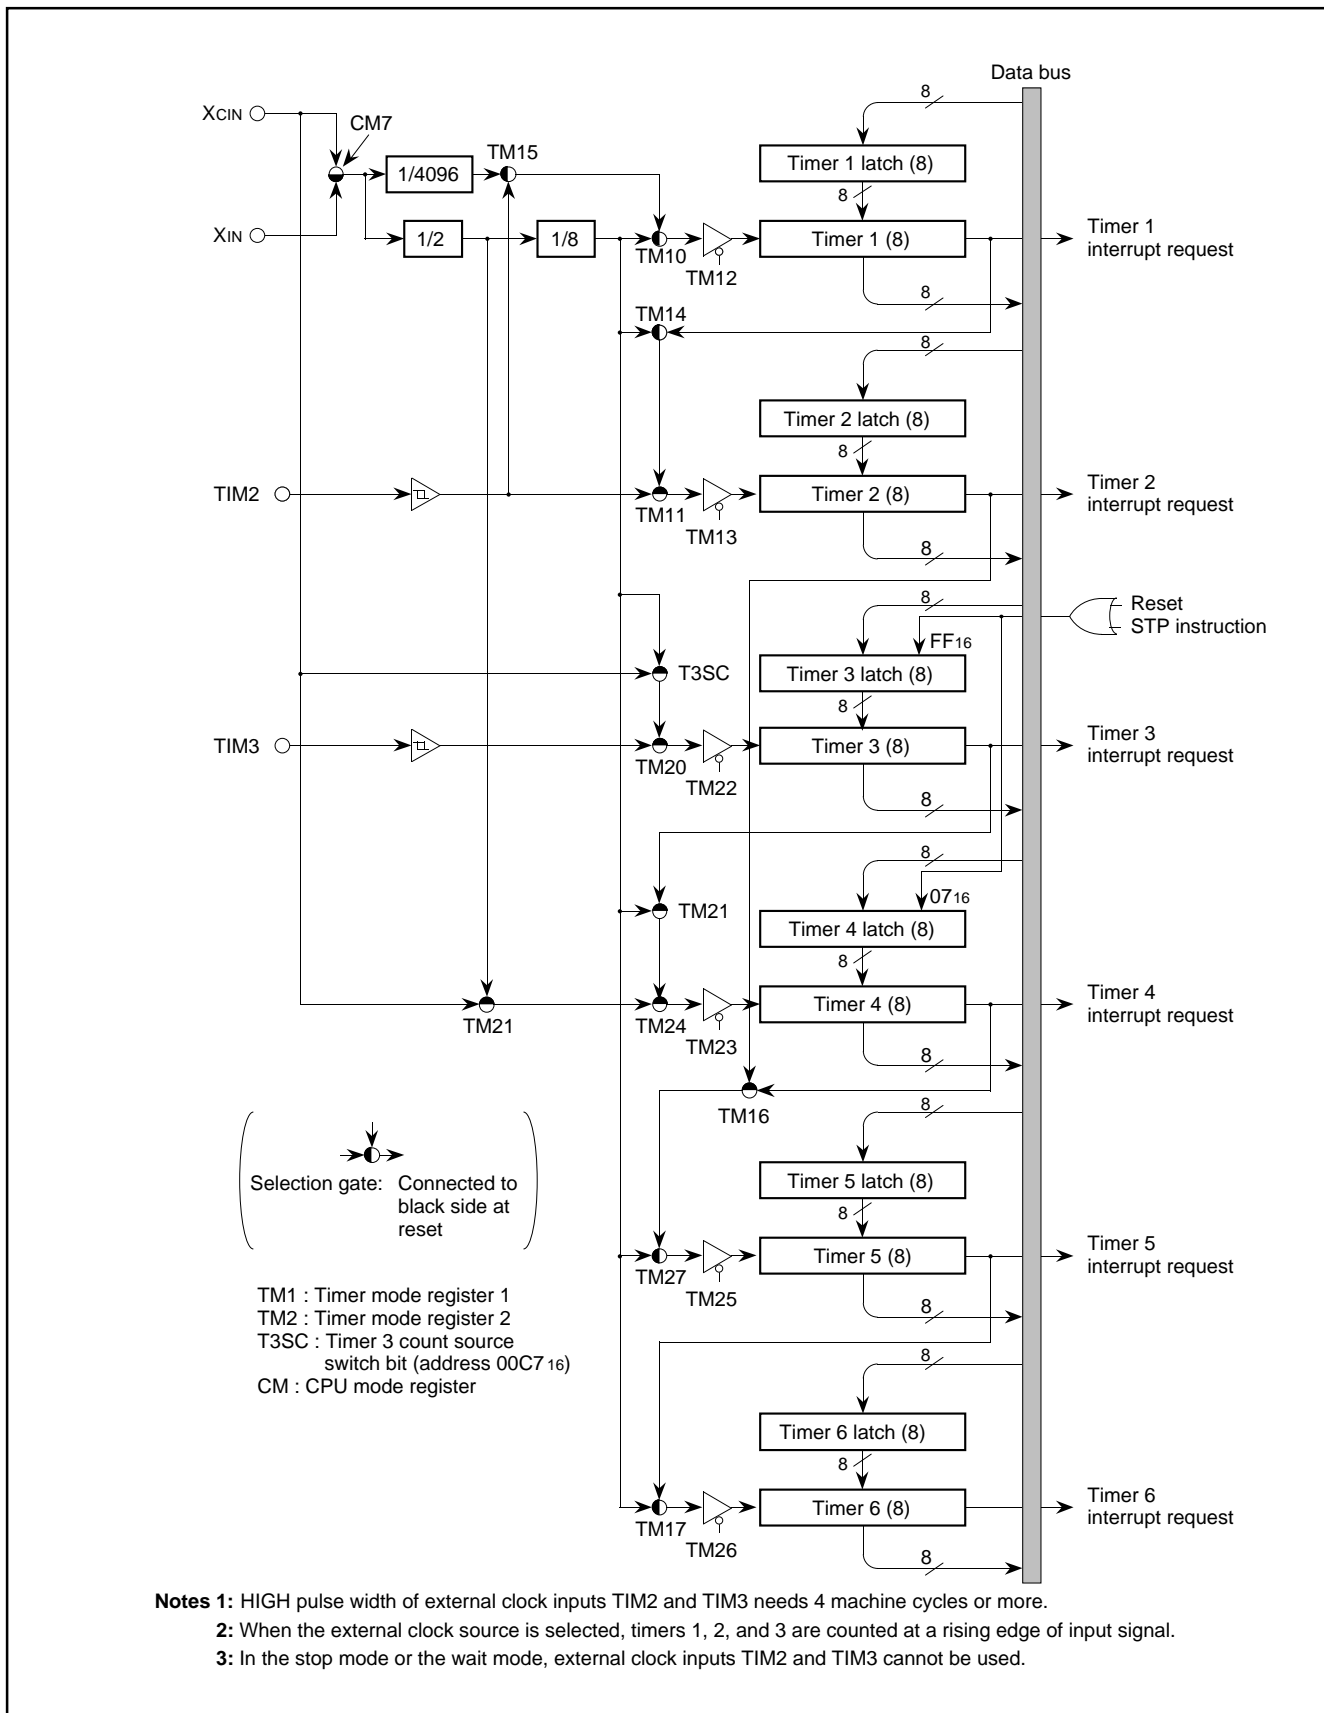 Data bus
8
XCIN
CM7
TM15
1/4096
Timer 1 latch (8)
8
XIN
1/2
1/8
TM10
TM12
Timer 1 (8)
Timer 1
interrupt request
8
TM14
8
Timer 2 latch (8)
8
TIM2
TM11
TM13
Timer 2 (8)
Timer 2
interrupt request
8
8
Reset
STP instruction
FF16
T3SC
Timer 3 latch (8)
8
TIM3
TM20
TM22
Timer 3 (8)
Timer 3
interrupt request
8
8
0716
TM21
Timer 4 latch (8)
8
TM21
TM24
TM23
Timer 4 (8)
Timer 4
interrupt request
8
TM16
8
Selection gate: Connected to
black side at
reset
Timer 5 latch (8)
8
TM27
TM25
Timer 5 (8)
Timer 5
interrupt request
8
TM1 : Timer mode register 1
TM2 : Timer mode register 2
T3SC : Timer 3 count source
switch bit (address 00C716)
CM : CPU mode register
8
Timer 6 latch (8)
8
TM17
TM26
Timer 6 (8)
Timer 6
interrupt request
8
Notes 1: HIGH pulse width of external clock inputs TIM2 and TIM3 needs 4 machine cycles or more.
2: When the external clock source is selected, timers 1, 2, and 3 are counted at a rising edge of input signal.
3: In the stop mode or the wait mode, external clock inputs TIM2 and TIM3 cannot be used.